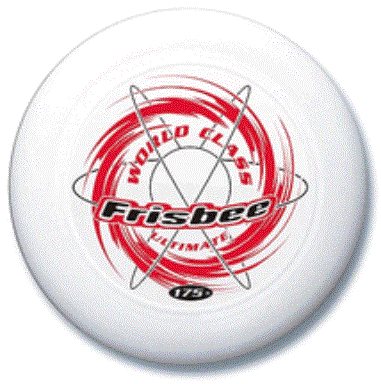 WORLD CLASS
Frisbee
ULTIMATE
175G